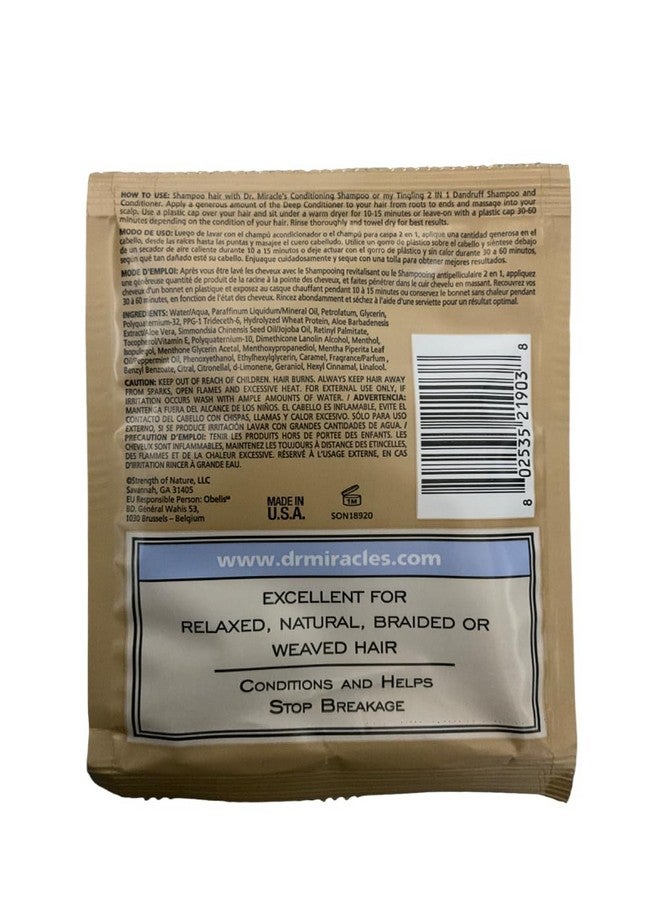 HOW TO USE: Shampoo hair with Dr. Miracle's Conditioning Shampoo or my Tingling 2 IN 1 Dandruff Shampoo and
Conditioner. Apply a generous amount of the Deep Conditioner to your hair from roots to ends and massage into your
scalp. Use a plastic cap over your hair and sit under a warm dryer for 10-15 minutes or leave-on with a plastic cap 30-60
minutes depending on the condition of your hair. Rinse thoroughly and towel dry for best results.
MODO DE USO: Luego de lavar con el champú acondicionador o el champú para caspa 2 en 1, aplique una cantidad generosa en el
cabello, desde las raíces hasta las puntas y masajee el cuero cabelludo. Utilice un gorro de plástico sobre el cabello y siéntese debajo
de un secador de aire caliente durante 10 a 15 minutos o deje actuar con el gorro de plástico y sin calor durante 30 a 60 minutos,
según qué tan dañado esté su cabello. Enjuague cuidadosamente y seque con una tolla para obtener mejores resultados.
MODE D'EMPLOI: Après vous être lavé les cheveux avec le Shampooing revitalisant ou le Shampooing antipelliculaire 2 en 1, appliquez
une généreuse quantité de produit de la racine à la pointe des cheveux, et faites pénétrer dans le cuir chevelu en massant. Recouvrez vos
cheveux d'un bonnet en plastique et exposez au casque chauffant pendant 10 à 15 minutes ou conservez le bonnet sans chaleur pendant
30 à 60 minutes, en fonction de l'état des cheveux. Rincez abondamment et séchez à l'aide d'une serviette pour un résultat optimal.
INGREDIENTS: Water/Aqua, Paraffinum Liquidum/Mineral Oil, Petrolatum, Glycerin,
Polyquaternium-32, PPG-1 Trideceth-6, Hydrolyzed Wheat Protein, Aloe Barbadensis
Extract/Aloe Vera, Simmondsia Chinensis Seed Oil/Jojoba Oil, Retinyl Palmitate,
Tocopherol/Vitamin E, Polyquaternium-10, Dimethicone Lanolin Alcohol, Menthol,
Isopulegol, Menthone Glycerin Acetal, Menthoxypropanediol, Mentha Piperita Leaf
Oil/Peppermint Oil, Phenoxyethanol, Ethylhexylglycerin, Caramel, Fragrance/Parfum,
Benzyl Benzoate, Citral, Citronellal, d-Limonene, Geraniol, Hexyl Cinnamal, Linalool.
CAUTION: KEEP OUT OF REACH OF CHILDREN. HAIR BURNS. ALWAYS KEEP HAIR AWAY
FROM SPARKS, OPEN FLAMES AND EXCESSIVE HEAT. FOR EXTERNAL USE ONLY, IF
IRRITATION OCCURS WASH WITH AMPLE AMOUNTS OF WATER. / ADVERTENCIA:
MANTENGA FUERA DEL ALCANCE DE LOS NIÑOS. EL CABELLO ES INFLAMABLE, EVITE EL
CONTACTO DEL CABELLO CON CHISPAS, LLAMAS Y CALOR EXCESIVO. SÓLO PARA USO
EXTERNO, SI SE PRODUCE IRRITACIÓN LAVAR CON GRANDES CANTIDADES DE AGUA. /
PRECAUTION D'EMPLOI: TENIR LES PRODUITS HORS DE PORTEE DES ENFANTS. LES
CHEVEUX SONT INFLAMMABLES, MAINTENEZ LES TOUJOURS À DISTANCE DES ETINCELLES,
DES FLAMMES ET DE LA CHALEUR EXCESSIVE. RÉSERVÉ À L'USAGE EXTERNE, EN CAS
D'IRRITATION RINCER À GRANDE EAU.
©Strength of Nature, LLC
Savannah, GA 31405
EU Responsible Person: Obelis
BD. Général Wahis 53,
1030 Brussels – Belgium
MADE IN
U.S.A.
TM
SON18920
8 02535 21903 8
www.drmiracles.com
EXCELLENT FOR
RELAXED, NATURAL, BRAIDED OR
WEAVED HAIR
CONDITIONS AND HELPS
STOP BREAKAGE